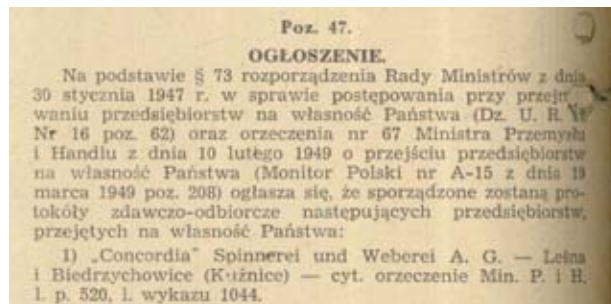 Poz. 47.
OGŁOSZENIE.
Na podstawie § 73 rozporządzenia Rady Ministrów z dnia
30 stycznia 1947 r. w sprawie postępowania przy przejm
waniu przedsiębiorstw na własność Państwa (Dz. U. R.
Nr 16 poz. 62) oraz orzeczenia nr 67 Ministra Przemysłu
i Handlu z dnia 10 lutego 1949 o przejściu przedsiębiorstw
na własność Państwa (Monitor Polski nr A-15 z dnia 19
marca 1949 poz. 208) ogłasza się, że sporządzone zostaną pro-
tokóły zdawczo-odbiorcze następujących przedsiębiorstw,
przejętych na własność Państwa:
1) „Concordia" Spinnerei und Weberei A. G. — Leśna
i Biedrzychowice (Kuźnice) — cyt. orzeczenie Min. P. i H.
l. p. 520, l. wykazu 1044.